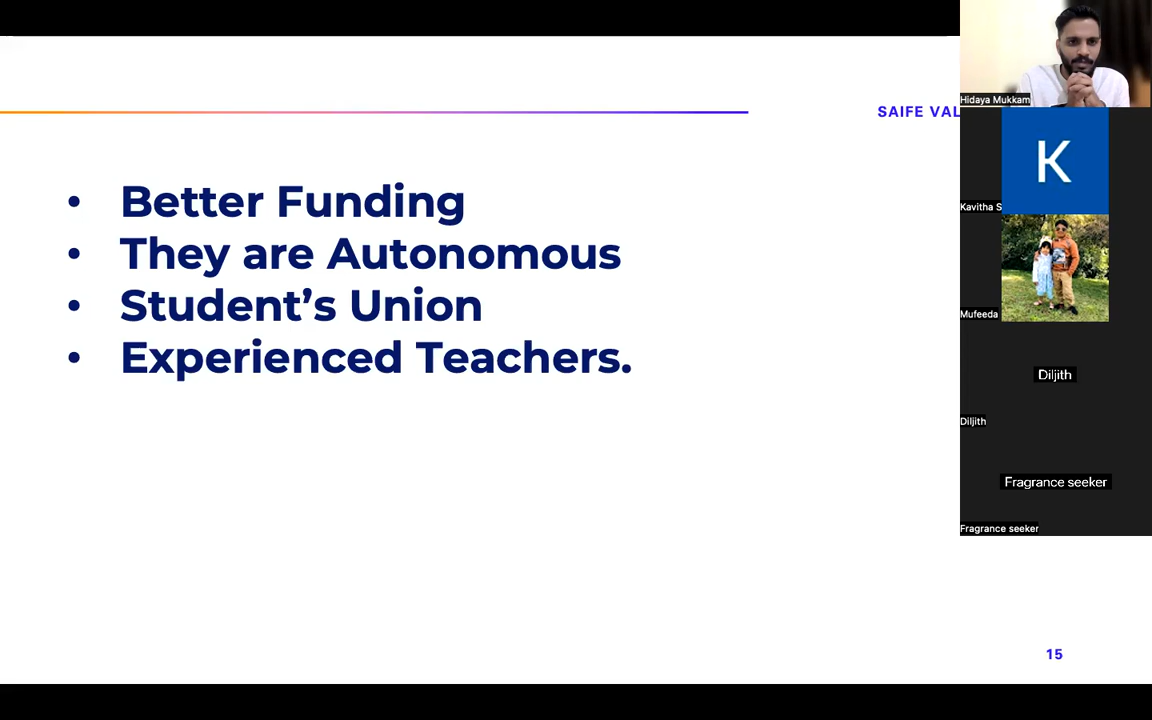 SAIFE VAL
• Better Funding
• They are Autonomous
• Student’s Union
• Experienced Teachers.
15
Hidaya Mukkam
K
Kavitha S
Mufeeda
Diljith
Diljith
Fragrance seeker
Fragrance seeker